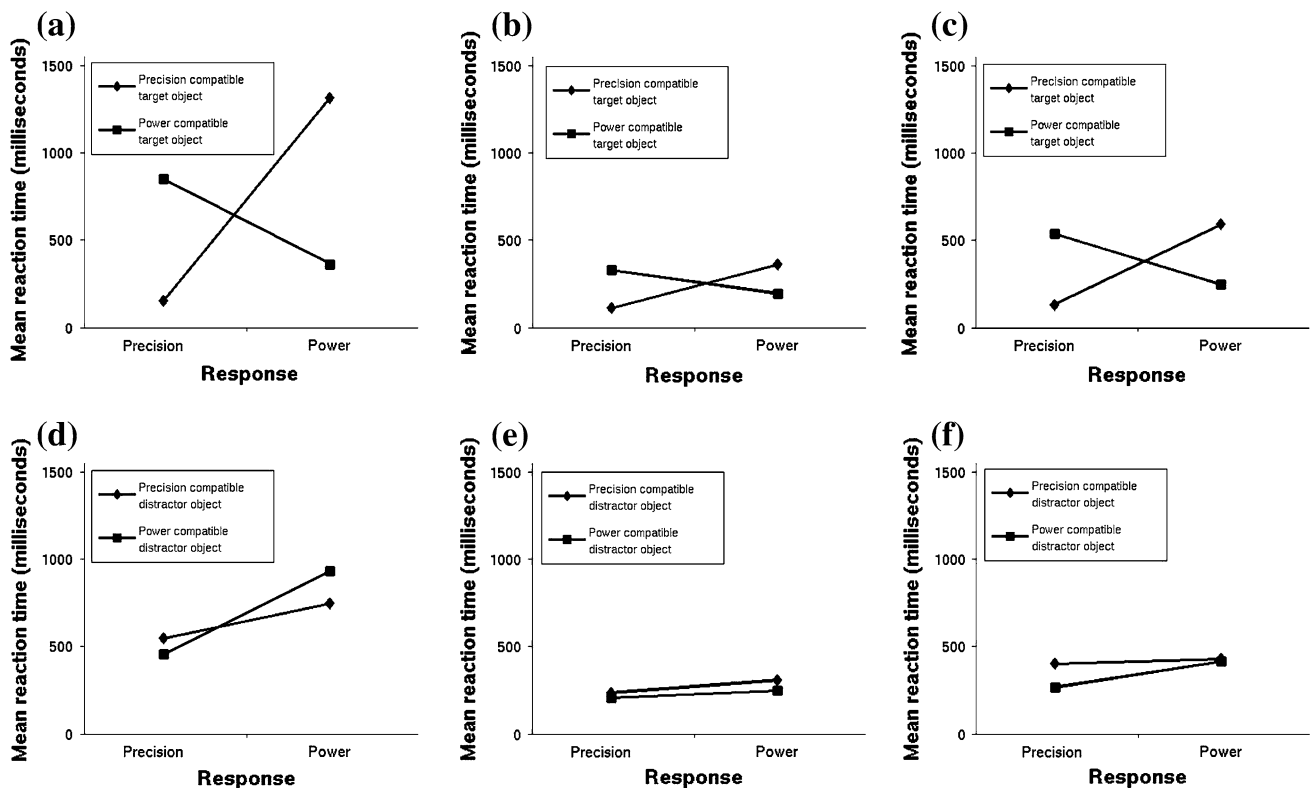 (a)
Mean reaction time (milliseconds)
1500
1000
500
0
Precision compatible
target object
Power compatible
target object
Precision Power
Response
(b)
Mean reaction time (milliseconds)
1500
1000
500
0
Precision compatible
target object
Power compatible
target object
Precision Power
Response
(c)
Mean reaction time (milliseconds)
1500
1000
500
0
Precision compatible
target object
Power compatible
target object
Precision Power
Response
(d)
Mean reaction time (milliseconds)
1500
1000
500
0
Precision compatible
distractor object
Power compatible
distractor object
Precision Power
Response
(e)
Mean reaction time (milliseconds)
1500
1000
500
0
Precision compatible
distractor object
Power compatible
distractor object
Precision Power
Response
(f)
Mean reaction time (milliseconds)
1500
1000
500
0
Precision compatible
distractor object
Power compatible
distractor object
Precision Power
Response